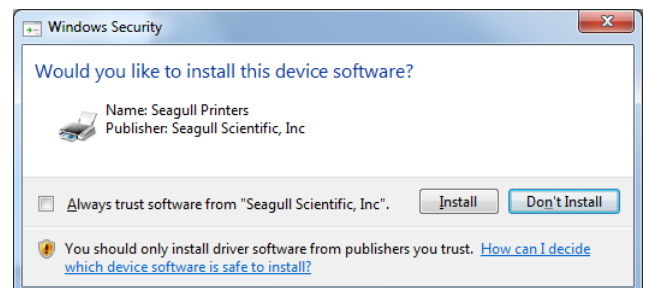 Windows Security
Would you like to install this device software?
Name: Seagull Printers
Publisher: Seagull Scientific, Inc
Always trust software from "Seagull Scientific, Inc".
Install
Don't Install
You should only install driver software from publishers you trust. How can I decide
which device software is safe to install?